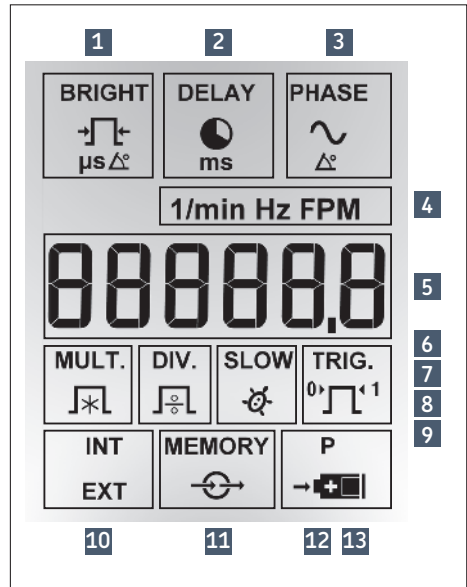 1 2 3
BRIGHT DELAY PHASE
µs ° ms °
1/min Hz FPM
4
888888,8
5
6
MULT. DIV. SLOW TRIG.
7
0 1
8
9
INT MEMORY P
EXT
10 11 12 13